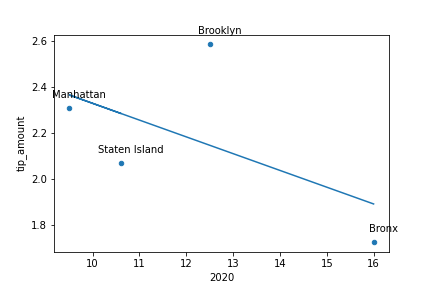 Brooklyn
2.6
2.4
Manhattan
2.2
Staten Island
2.0
1.8
Bronx
tip_amount
10 11 12 13 14 15 16
2020